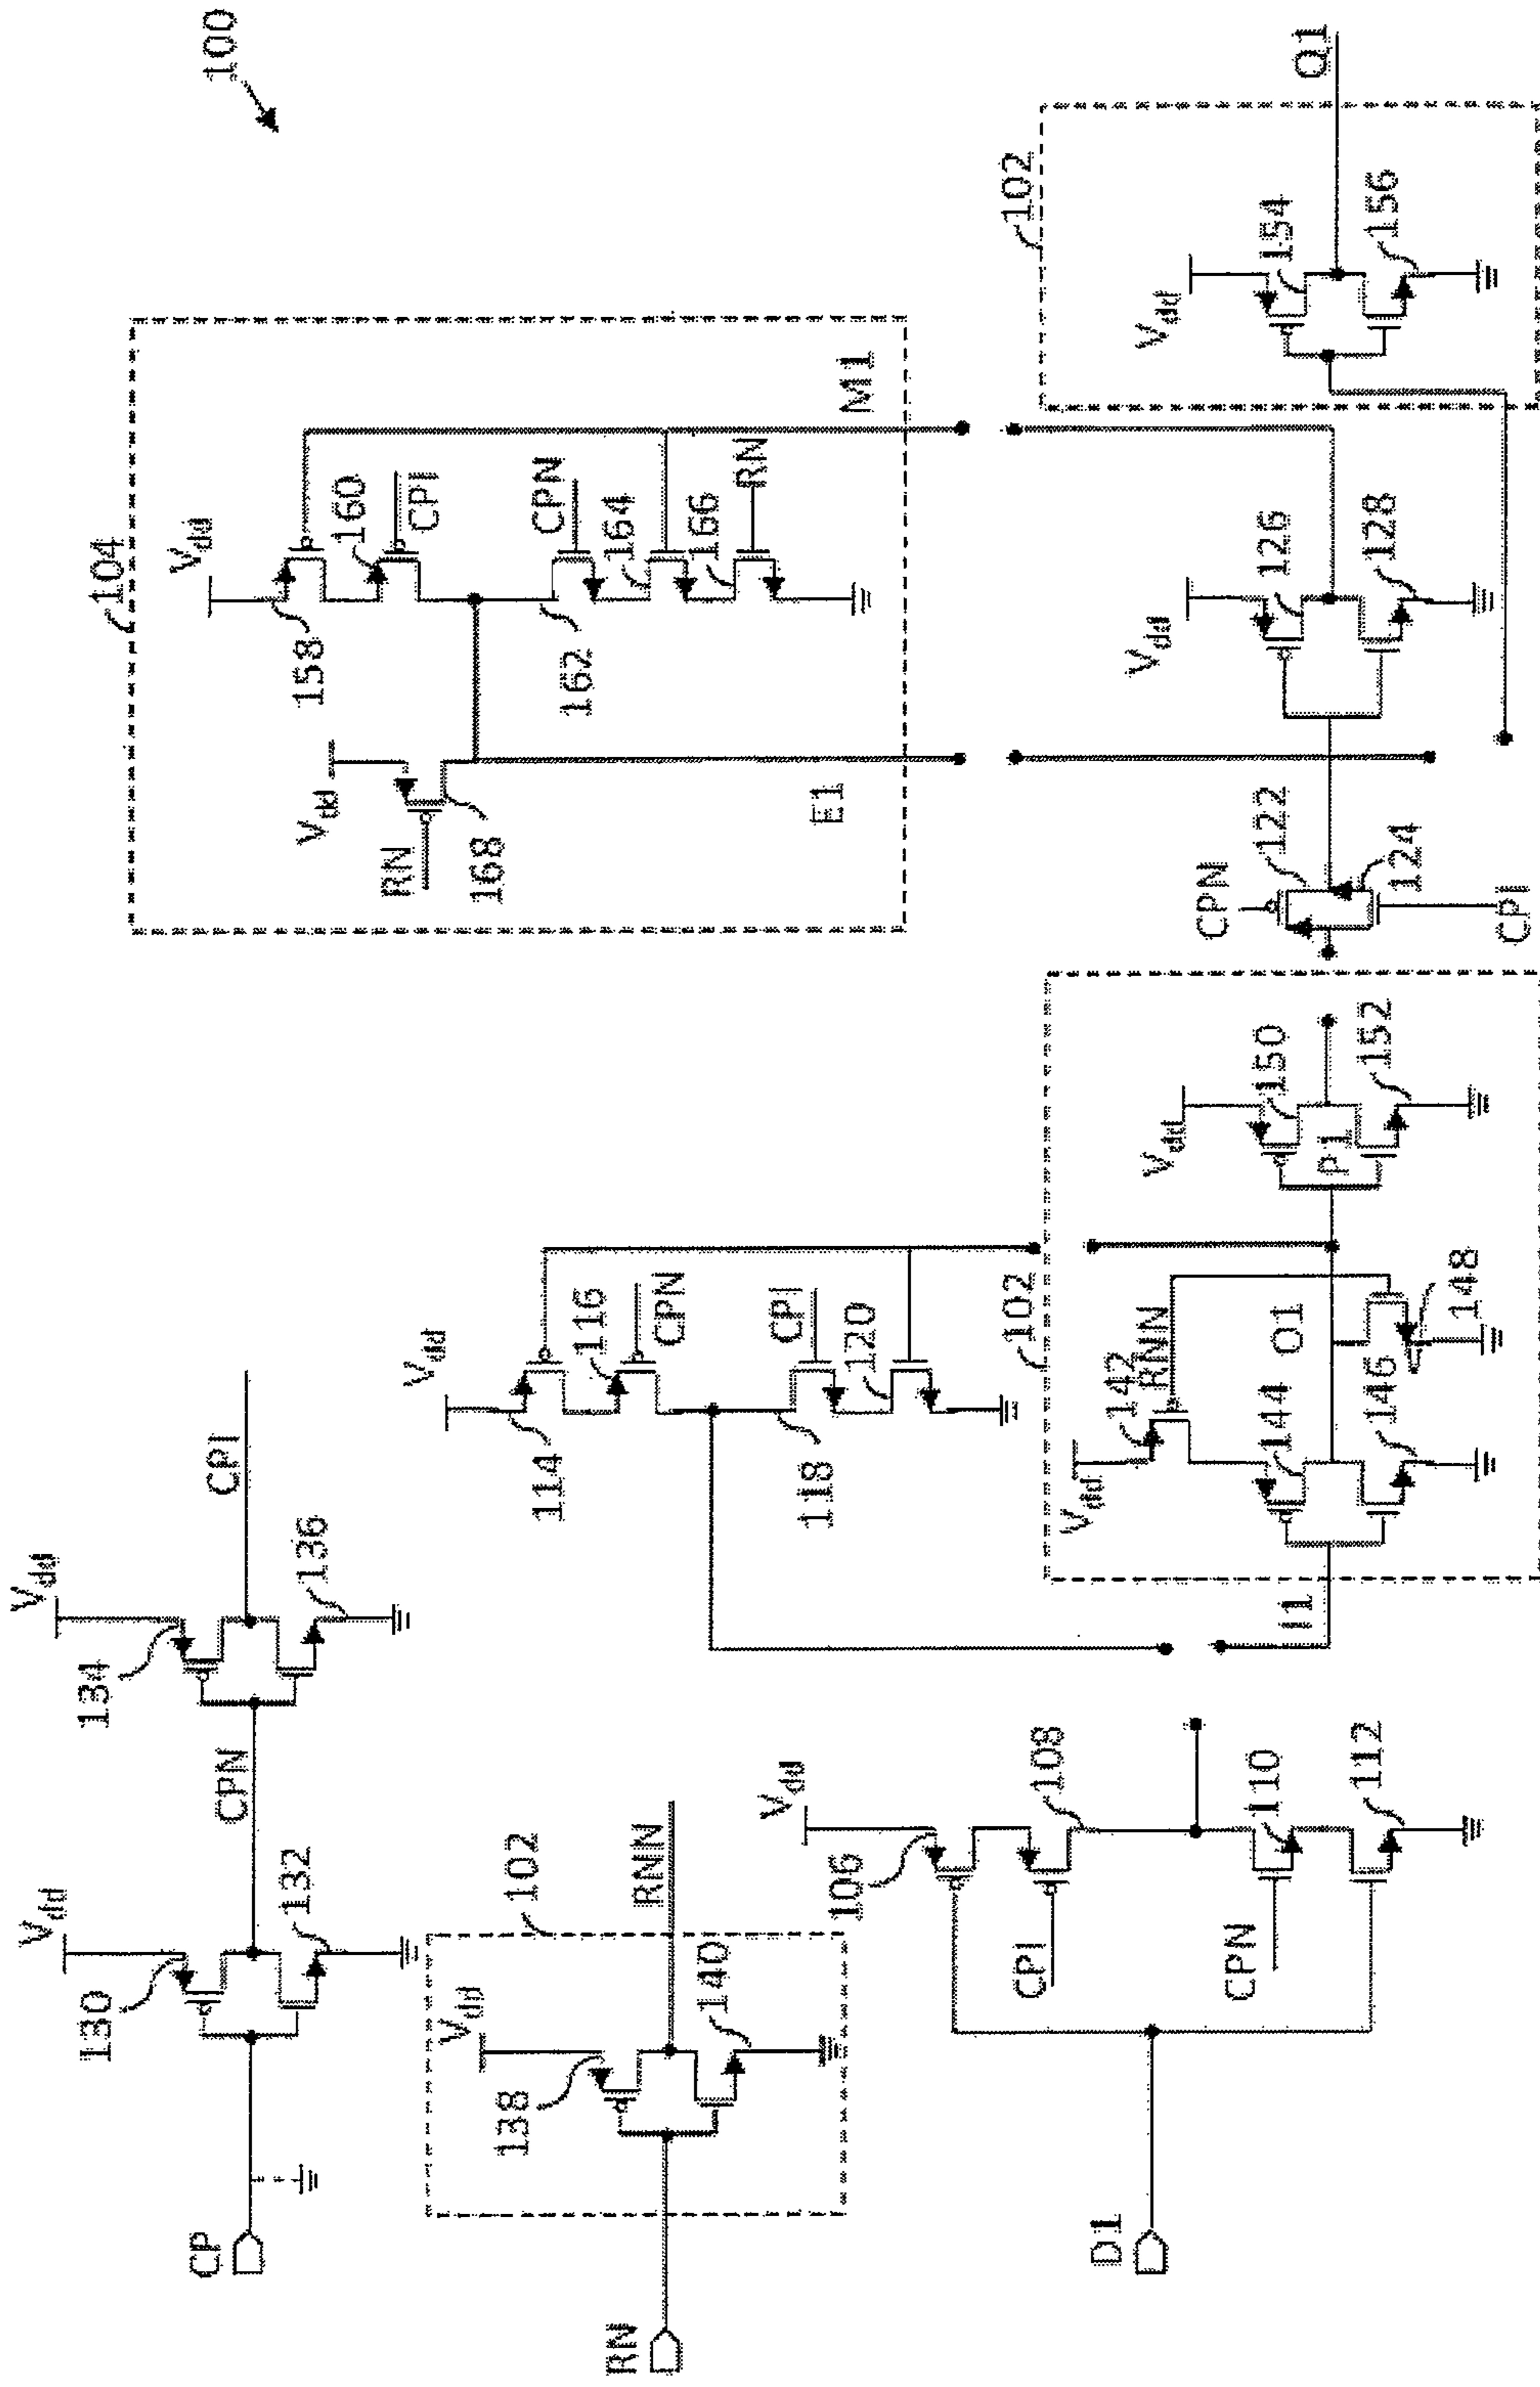 100
104
Vdd
158
160
CPI
CPN
162
164
166
RN
M1
Vdd
RN
168
E1
102
Q1
Vdd
154
156
Vdd
126
128
CPN
122
124
CPI
102
Vdd
150
P1
152
Vdd
142
RNN
144
O1
146
148
I1
Vdd
114
116
CPN
118
CPI
120
CP
Vdd
130
132
CPN
Vdd
134
136
CPI
RN
102
Vdd
138
140
RNN
D1
Vdd
106
108
CPI
CPN
110
112